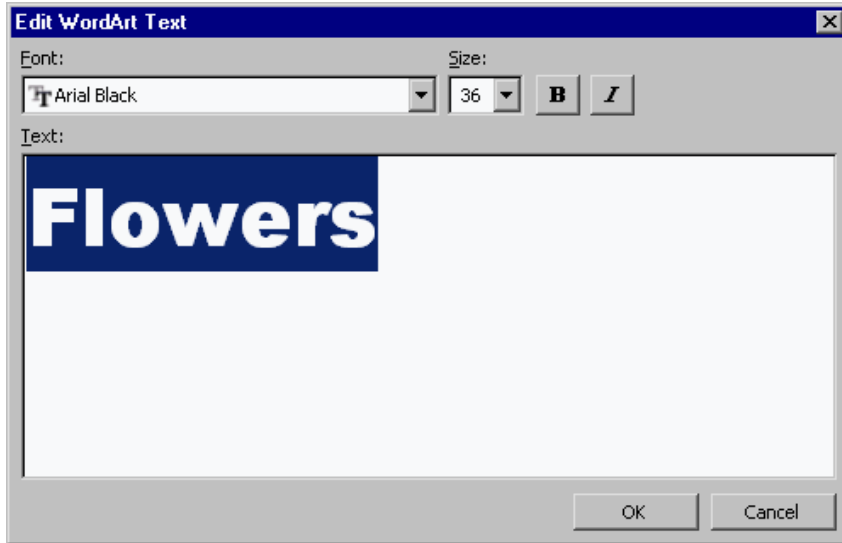 Edit WordArt Text
Font: Size:
Arial Black 36 B I
Text:
Flowers
OK Cancel